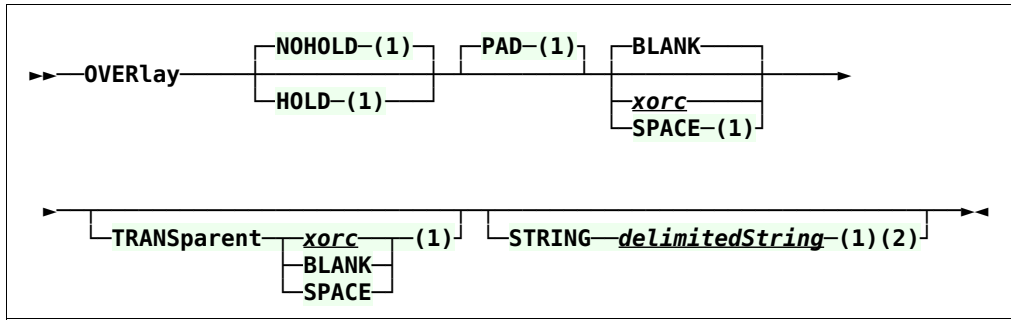 NOHOLD (1) PAD (1) BLANK
OVERlay
HOLD (1) xorc
SPACE (1)
TRANSparent xorc (1) STRING delimitedString (1)(2)
BLANK
SPACE